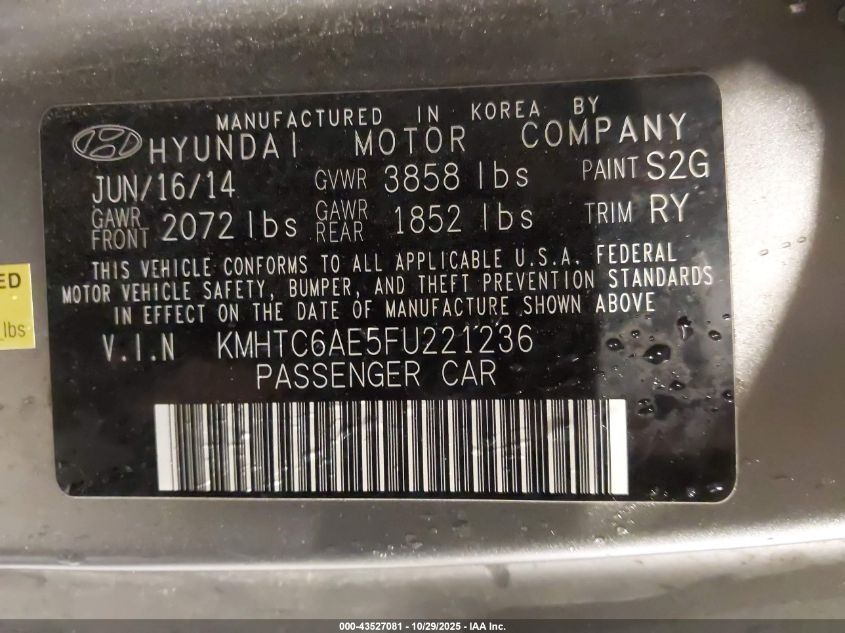 MANUFACTURED IN KOREA BY
HYUNDAI MOTOR COMPANY
JUN/16/14 GVWR 3858 lbs PAINT S2G
GAWR FRONT 2072 lbs GAWR REAR 1852 lbs TRIM RY
THIS VEHICLE CONFORMS TO ALL APPLICABLE U.S.A. FEDERAL
MOTOR VEHICLE SAFETY, BUMPER, AND THEFT PREVENTION STANDARDS
IN EFFECT ON THE DATE OF MANUFACTURE SHOWN ABOVE
V.I.N KMHTC6AE5FU221236
PASSENGER CAR
ED
lbs
000-43527081 - 10/29/2025 - IAA Inc.